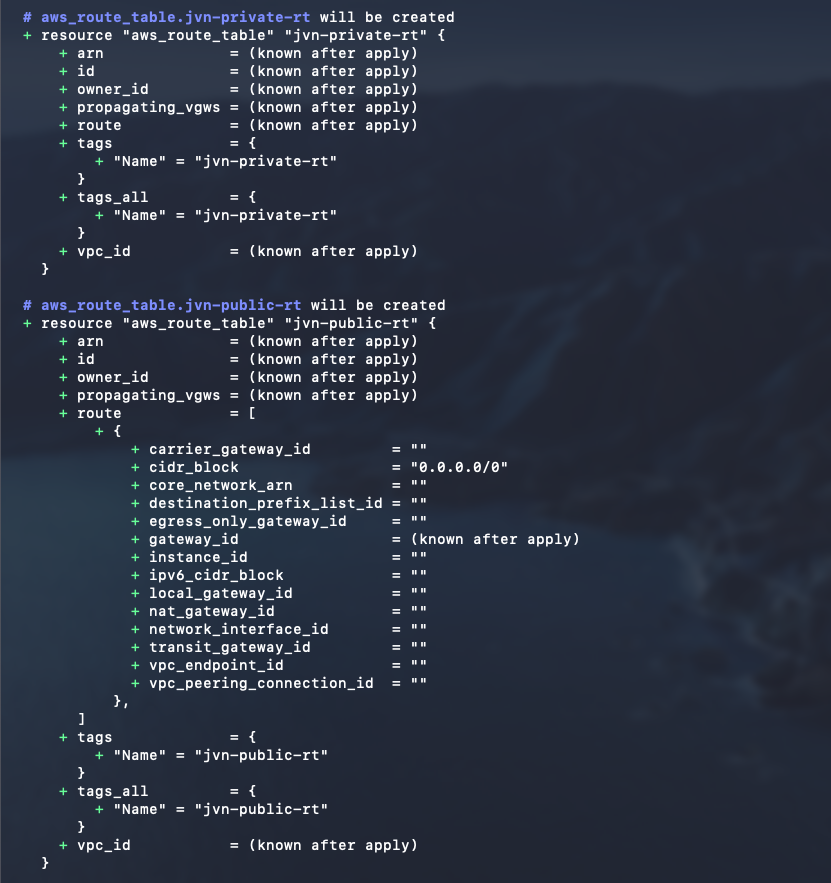 # aws_route_table.jvn-private-rt will be created
+ resource "aws_route_table" "jvn-private-rt" {
    + arn              = (known after apply)
    + id               = (known after apply)
    + owner_id         = (known after apply)
    + propagating_vgws = (known after apply)
    + route            = (known after apply)
    + tags             = {
        + "Name" = "jvn-private-rt"
      }
    + tags_all         = {
        + "Name" = "jvn-private-rt"
      }
    + vpc_id           = (known after apply)
  }

# aws_route_table.jvn-public-rt will be created
+ resource "aws_route_table" "jvn-public-rt" {
    + arn              = (known after apply)
    + id               = (known after apply)
    + owner_id         = (known after apply)
    + propagating_vgws = (known after apply)
    + route            = [
        + {
            + carrier_gateway_id         = ""
            + cidr_block                 = "0.0.0.0/0"
            + core_network_arn           = ""
            + destination_prefix_list_id = ""
            + egress_only_gateway_id     = ""
            + gateway_id                 = (known after apply)
            + instance_id                = ""
            + ipv6_cidr_block            = ""
            + local_gateway_id           = ""
            + nat_gateway_id             = ""
            + network_interface_id       = ""
            + transit_gateway_id         = ""
            + vpc_endpoint_id            = ""
            + vpc_peering_connection_id  = ""
          },
      ]
    + tags             = {
        + "Name" = "jvn-public-rt"
      }
    + tags_all         = {
        + "Name" = "jvn-public-rt"
      }
    + vpc_id           = (known after apply)
  }